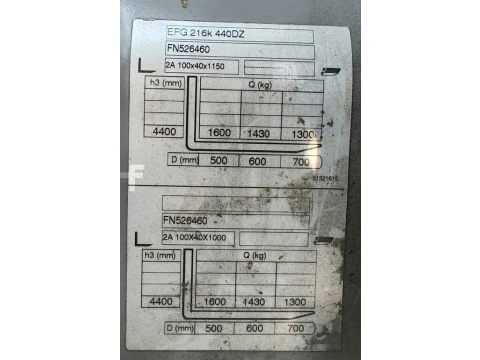 EFG 216k 440DZ
FN526460
2A 100x40x1150
h3 (mm) Q (kg)
4400 1600 1430 1300
D (mm) 500 600 700
51321615
F
FN526460
2A 100X40X1000
h3 (mm) Q (kg)
4400 1600 1430 1300
D (mm) 500 600 700